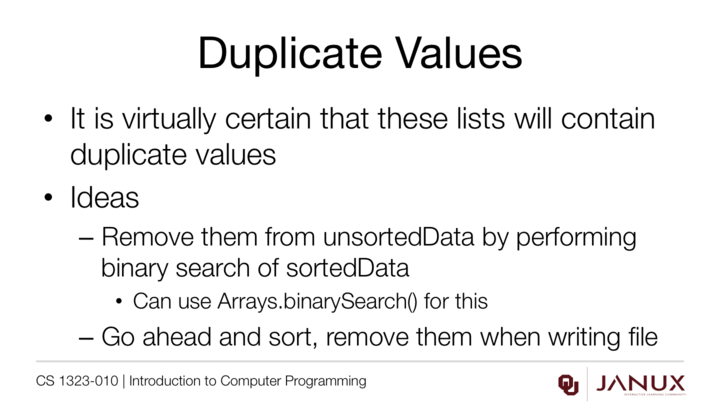 Duplicate Values
• It is virtually certain that these lists will contain
duplicate values
• Ideas
– Remove them from unsortedData by performing
binary search of sortedData
• Can use Arrays.binarySearch() for this
– Go ahead and sort, remove them when writing file
CS 1323-010 | Introduction to Computer Programming
JANUX
INTERACTIVE LEARNING COMMUNITY